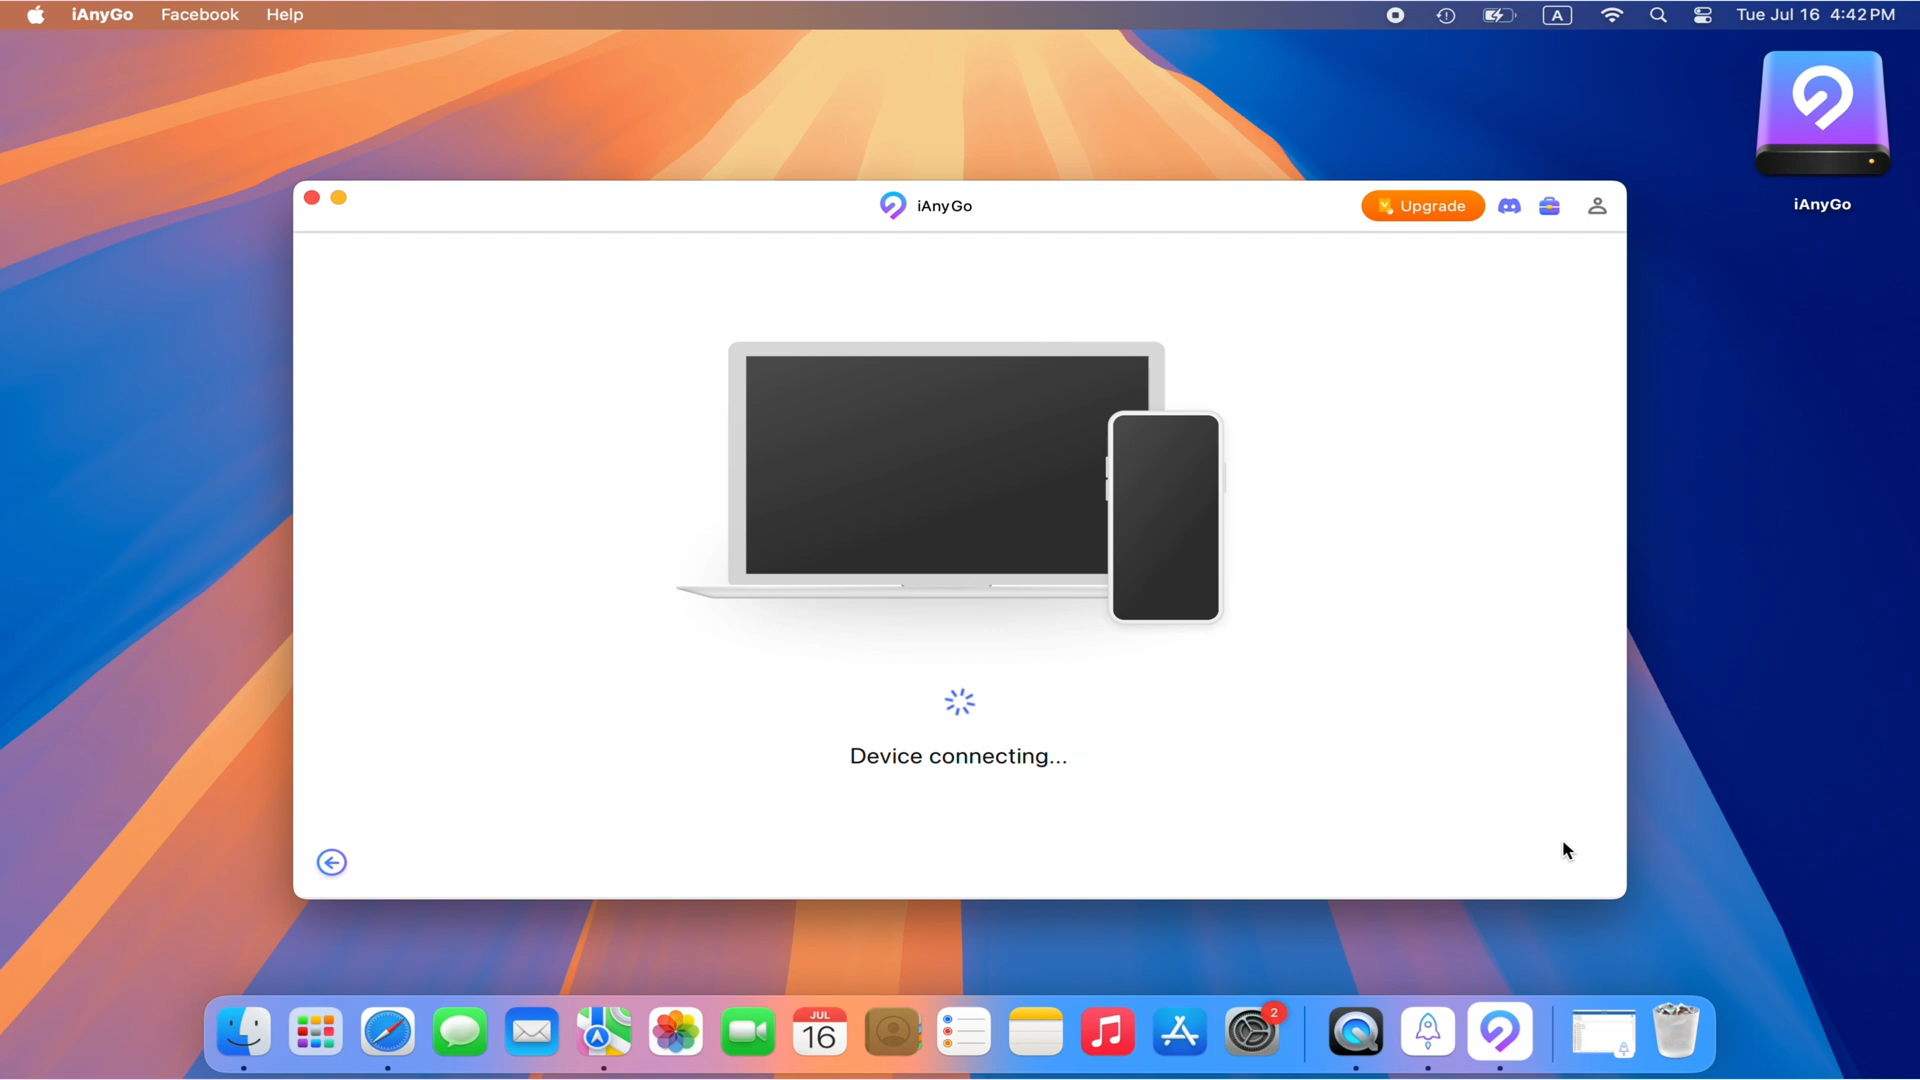 iAnyGo Facebook Help A Tue Jul 16 4:42 PM
iAnyGo Upgrade
iAnyGo
Device connecting...
JUL
16
2